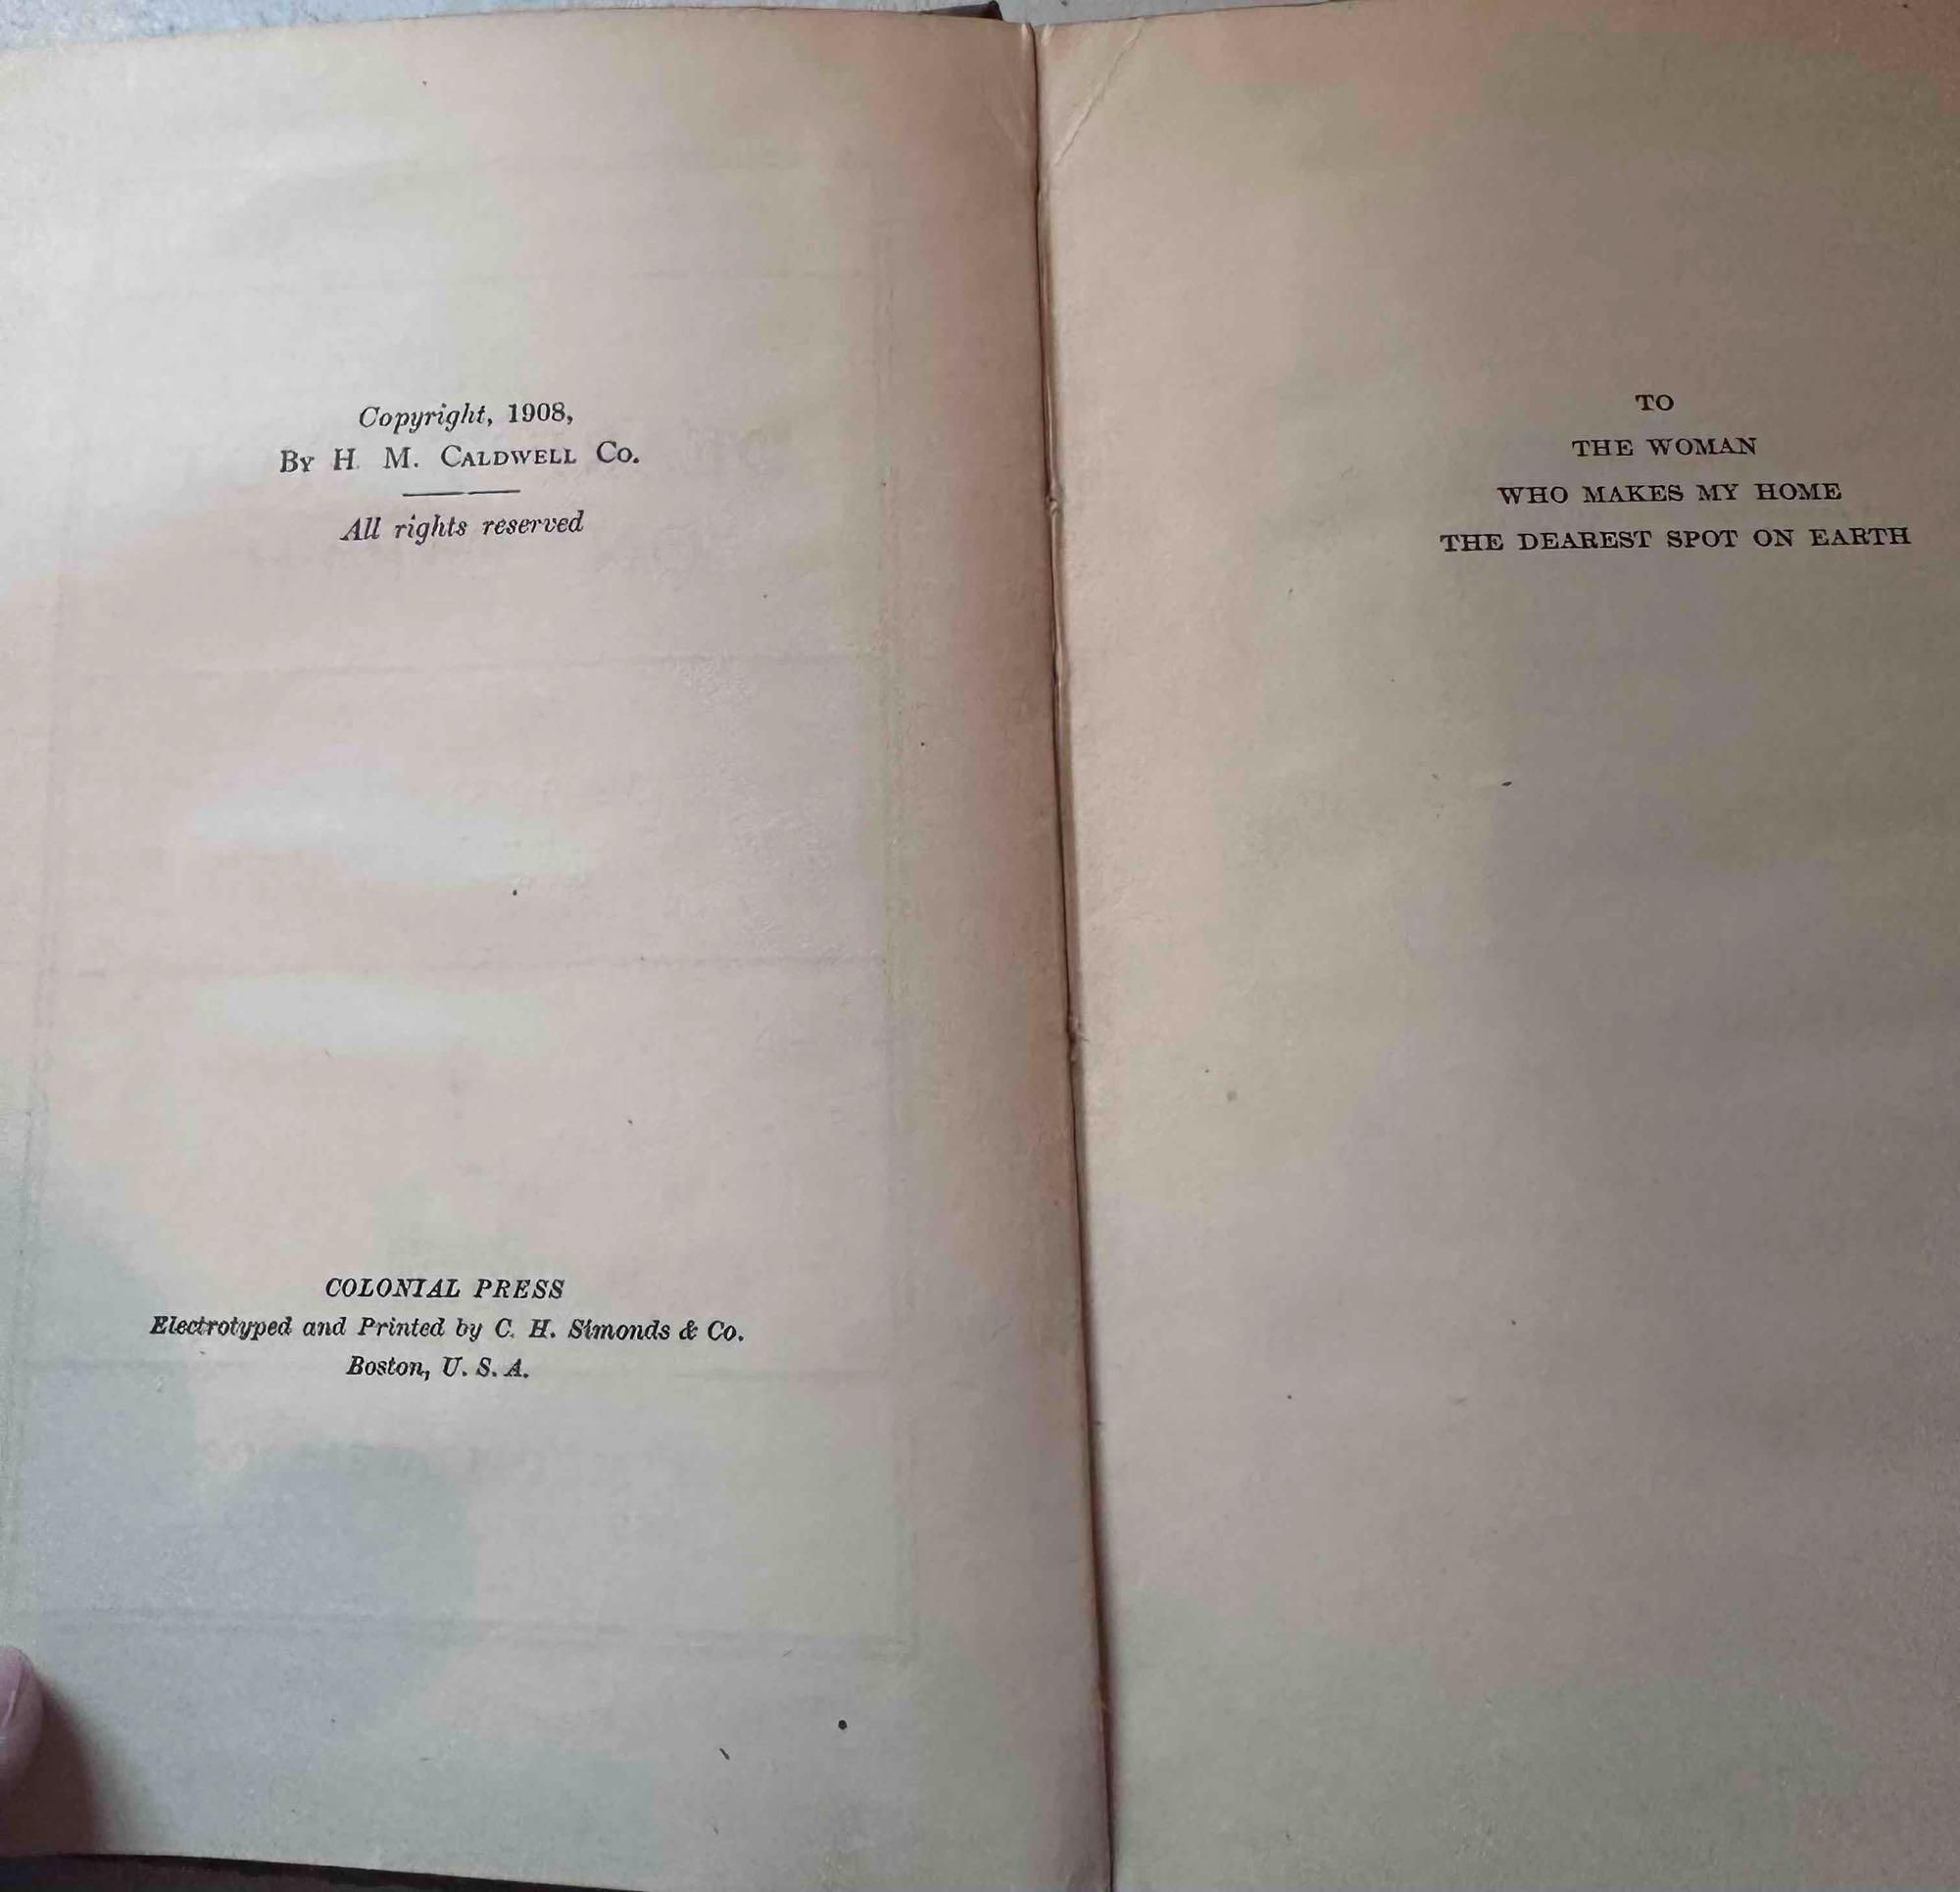 Copyright, 1908,
By H. M. Caldwell Co.
All rights reserved
COLONIAL PRESS
Electrotyped and Printed by C. H. Simonds & Co.
Boston, U. S. A.
TO
THE WOMAN
WHO MAKES MY HOME
THE DEAREST SPOT ON EARTH